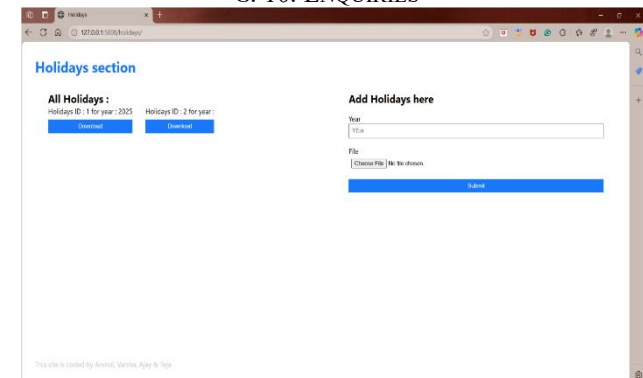 C. 10: ENQUIRIES
Holidays
127.0.0.1:5000/holidays/
Holidays section
All Holidays :
Holidays ID : 1 for year : 2025
Holidays ID : 2 for year :
Download
Download
Add Holidays here
Year
YEar
File
Choose File No file chosen
Submit
This site is coded by Anmol, Varsha, Ajay & Teja